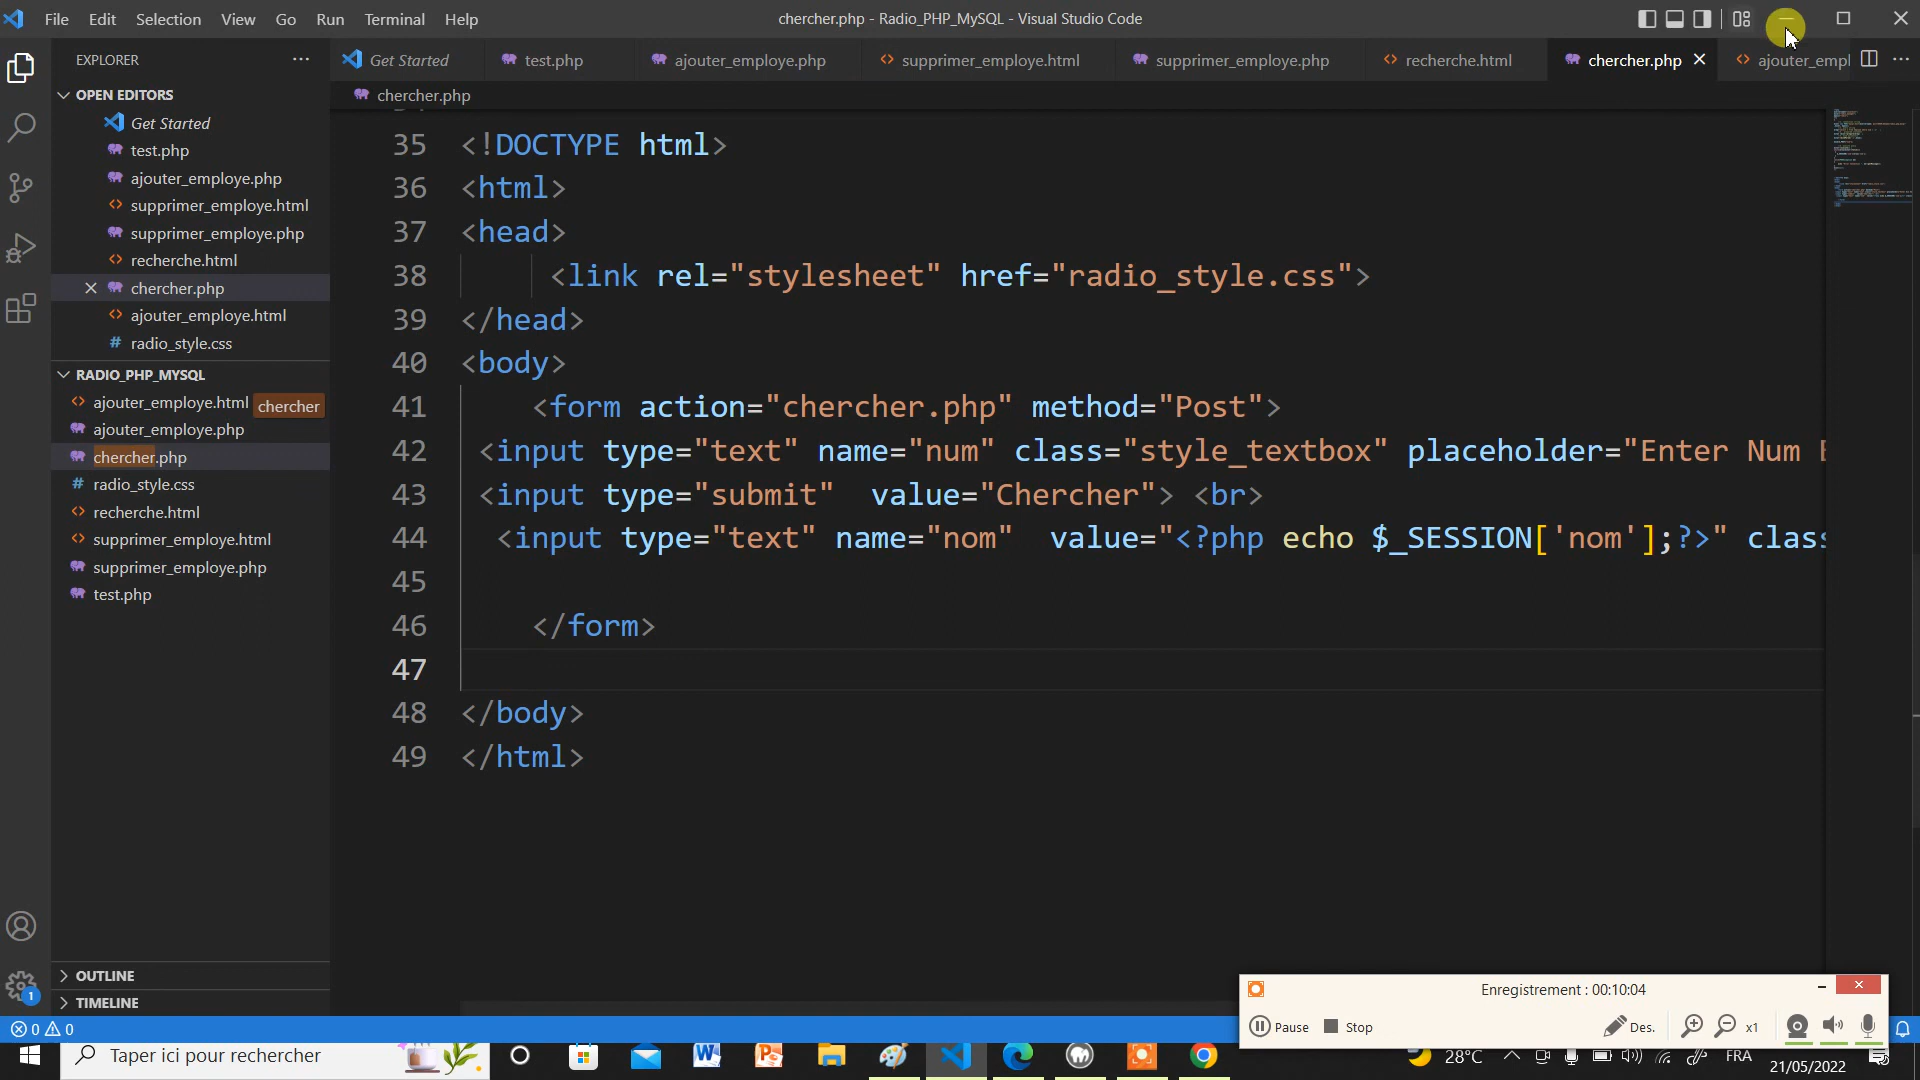 File Edit Selection View Go Run Terminal Help
chercher.php - Radio_PHP_MySQL - Visual Studio Code
EXPLORER
Get Started
test.php
ajouter_employe.php
supprimer_employe.html
supprimer_employe.php
recherche.html
chercher.php
ajouter_empl
OPEN EDITORS
Get Started
test.php
ajouter_employe.php
supprimer_employe.html
supprimer_employe.php
recherche.html
chercher.php
ajouter_employe.html
radio_style.css
RADIO_PHP_MYSQL
ajouter_employe.html
chercher
ajouter_employe.php
chercher.php
radio_style.css
recherche.html
supprimer_employe.html
supprimer_employe.php
test.php
OUTLINE
TIMELINE
chercher.php
35 <!DOCTYPE html>
36 <html>
37 <head>
38 <link rel="stylesheet" href="radio_style.css">
39 </head>
40 <body>
41 <form action="chercher.php" method="Post">
42 <input type="text" name="num" class="style_textbox" placeholder="Enter Num
43 <input type="submit"  value="Chercher"> <br>
44 <input type="text" name="nom"  value="<?php echo $_SESSION['nom'];?>" class
45
46 </form>
47
48 </body>
49 </html>
Enregistrement : 00:10:04
Pause Stop Des. x1
0 0
1
Taper ici pour rechercher
28°C FRA
21/05/2022